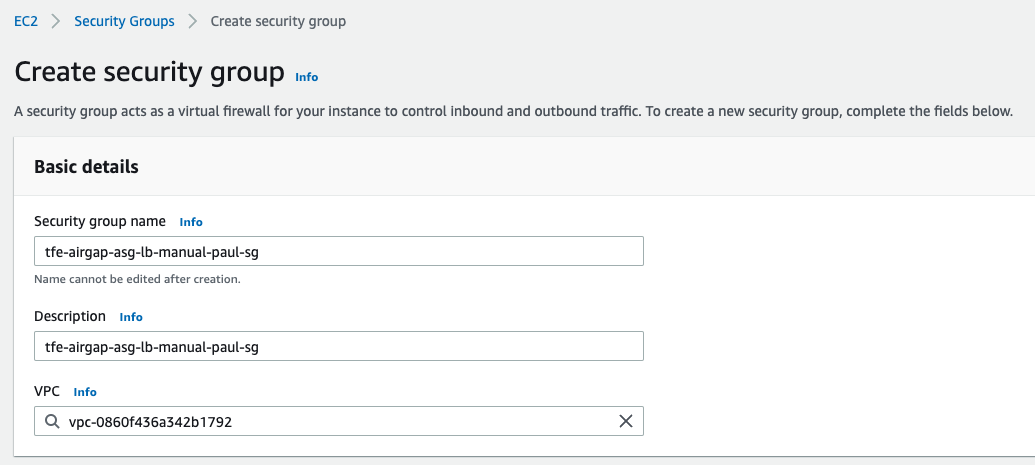 EC2 > Security Groups > Create security group
Create security group Info
A security group acts as a virtual firewall for your instance to control inbound and outbound traffic. To create a new security group, complete the fields below.
Basic details
Security group name Info
tfe-airgap-asg-lb-manual-paul-sg
Name cannot be edited after creation.
Description Info
tfe-airgap-asg-lb-manual-paul-sg
VPC Info
vpc-0860f436a342b1792